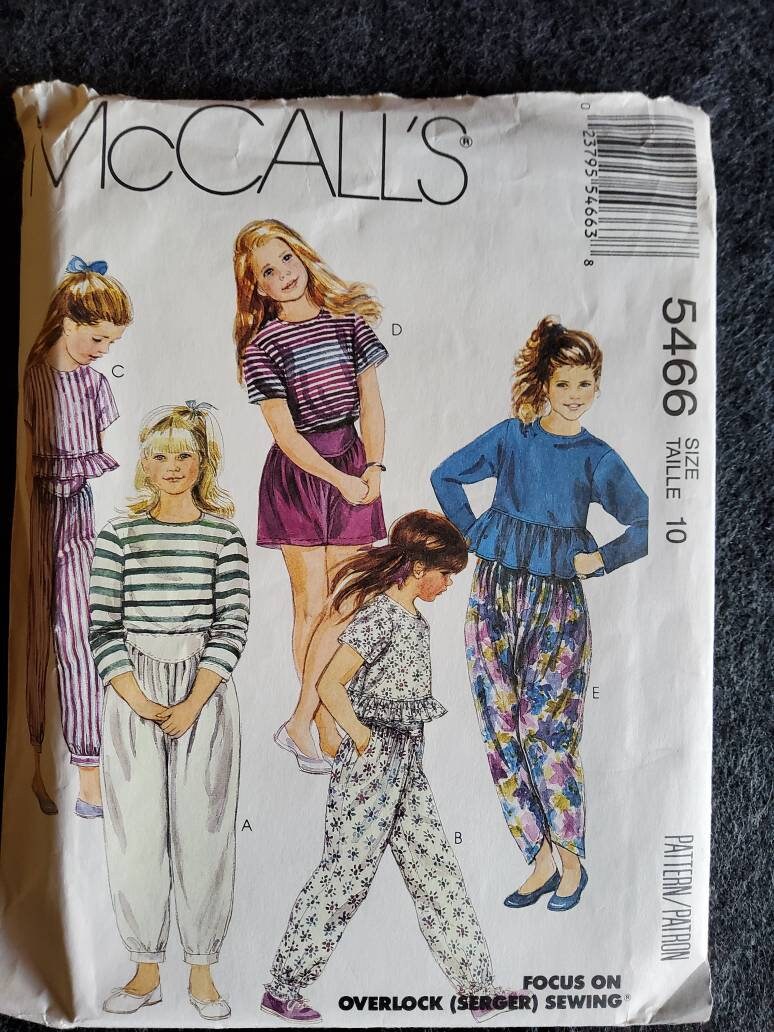 McCALL'S®
0 23795 54663 8
5466 SIZE TAILLE 10
C
D
E
A
B
PATTERN/PATRON
FOCUS ON
OVERLOCK (SERGER) SEWING®